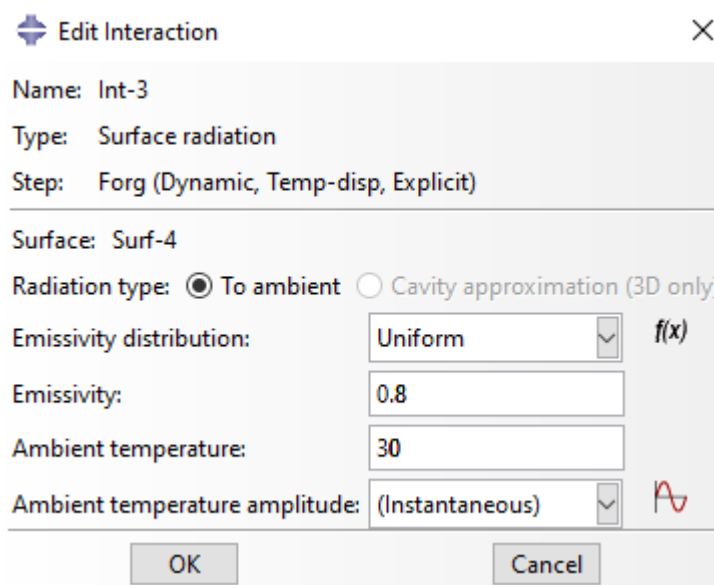 Edit Interaction
Name: Int-3
Type: Surface radiation
Step: Forg (Dynamic, Temp-disp, Explicit)
Surface: Surf-4
Radiation type: To ambient Cavity approximation (3D only)
Emissivity distribution: Uniform f(x)
Emissivity: 0.8
Ambient temperature: 30
Ambient temperature amplitude: (Instantaneous)
OK Cancel